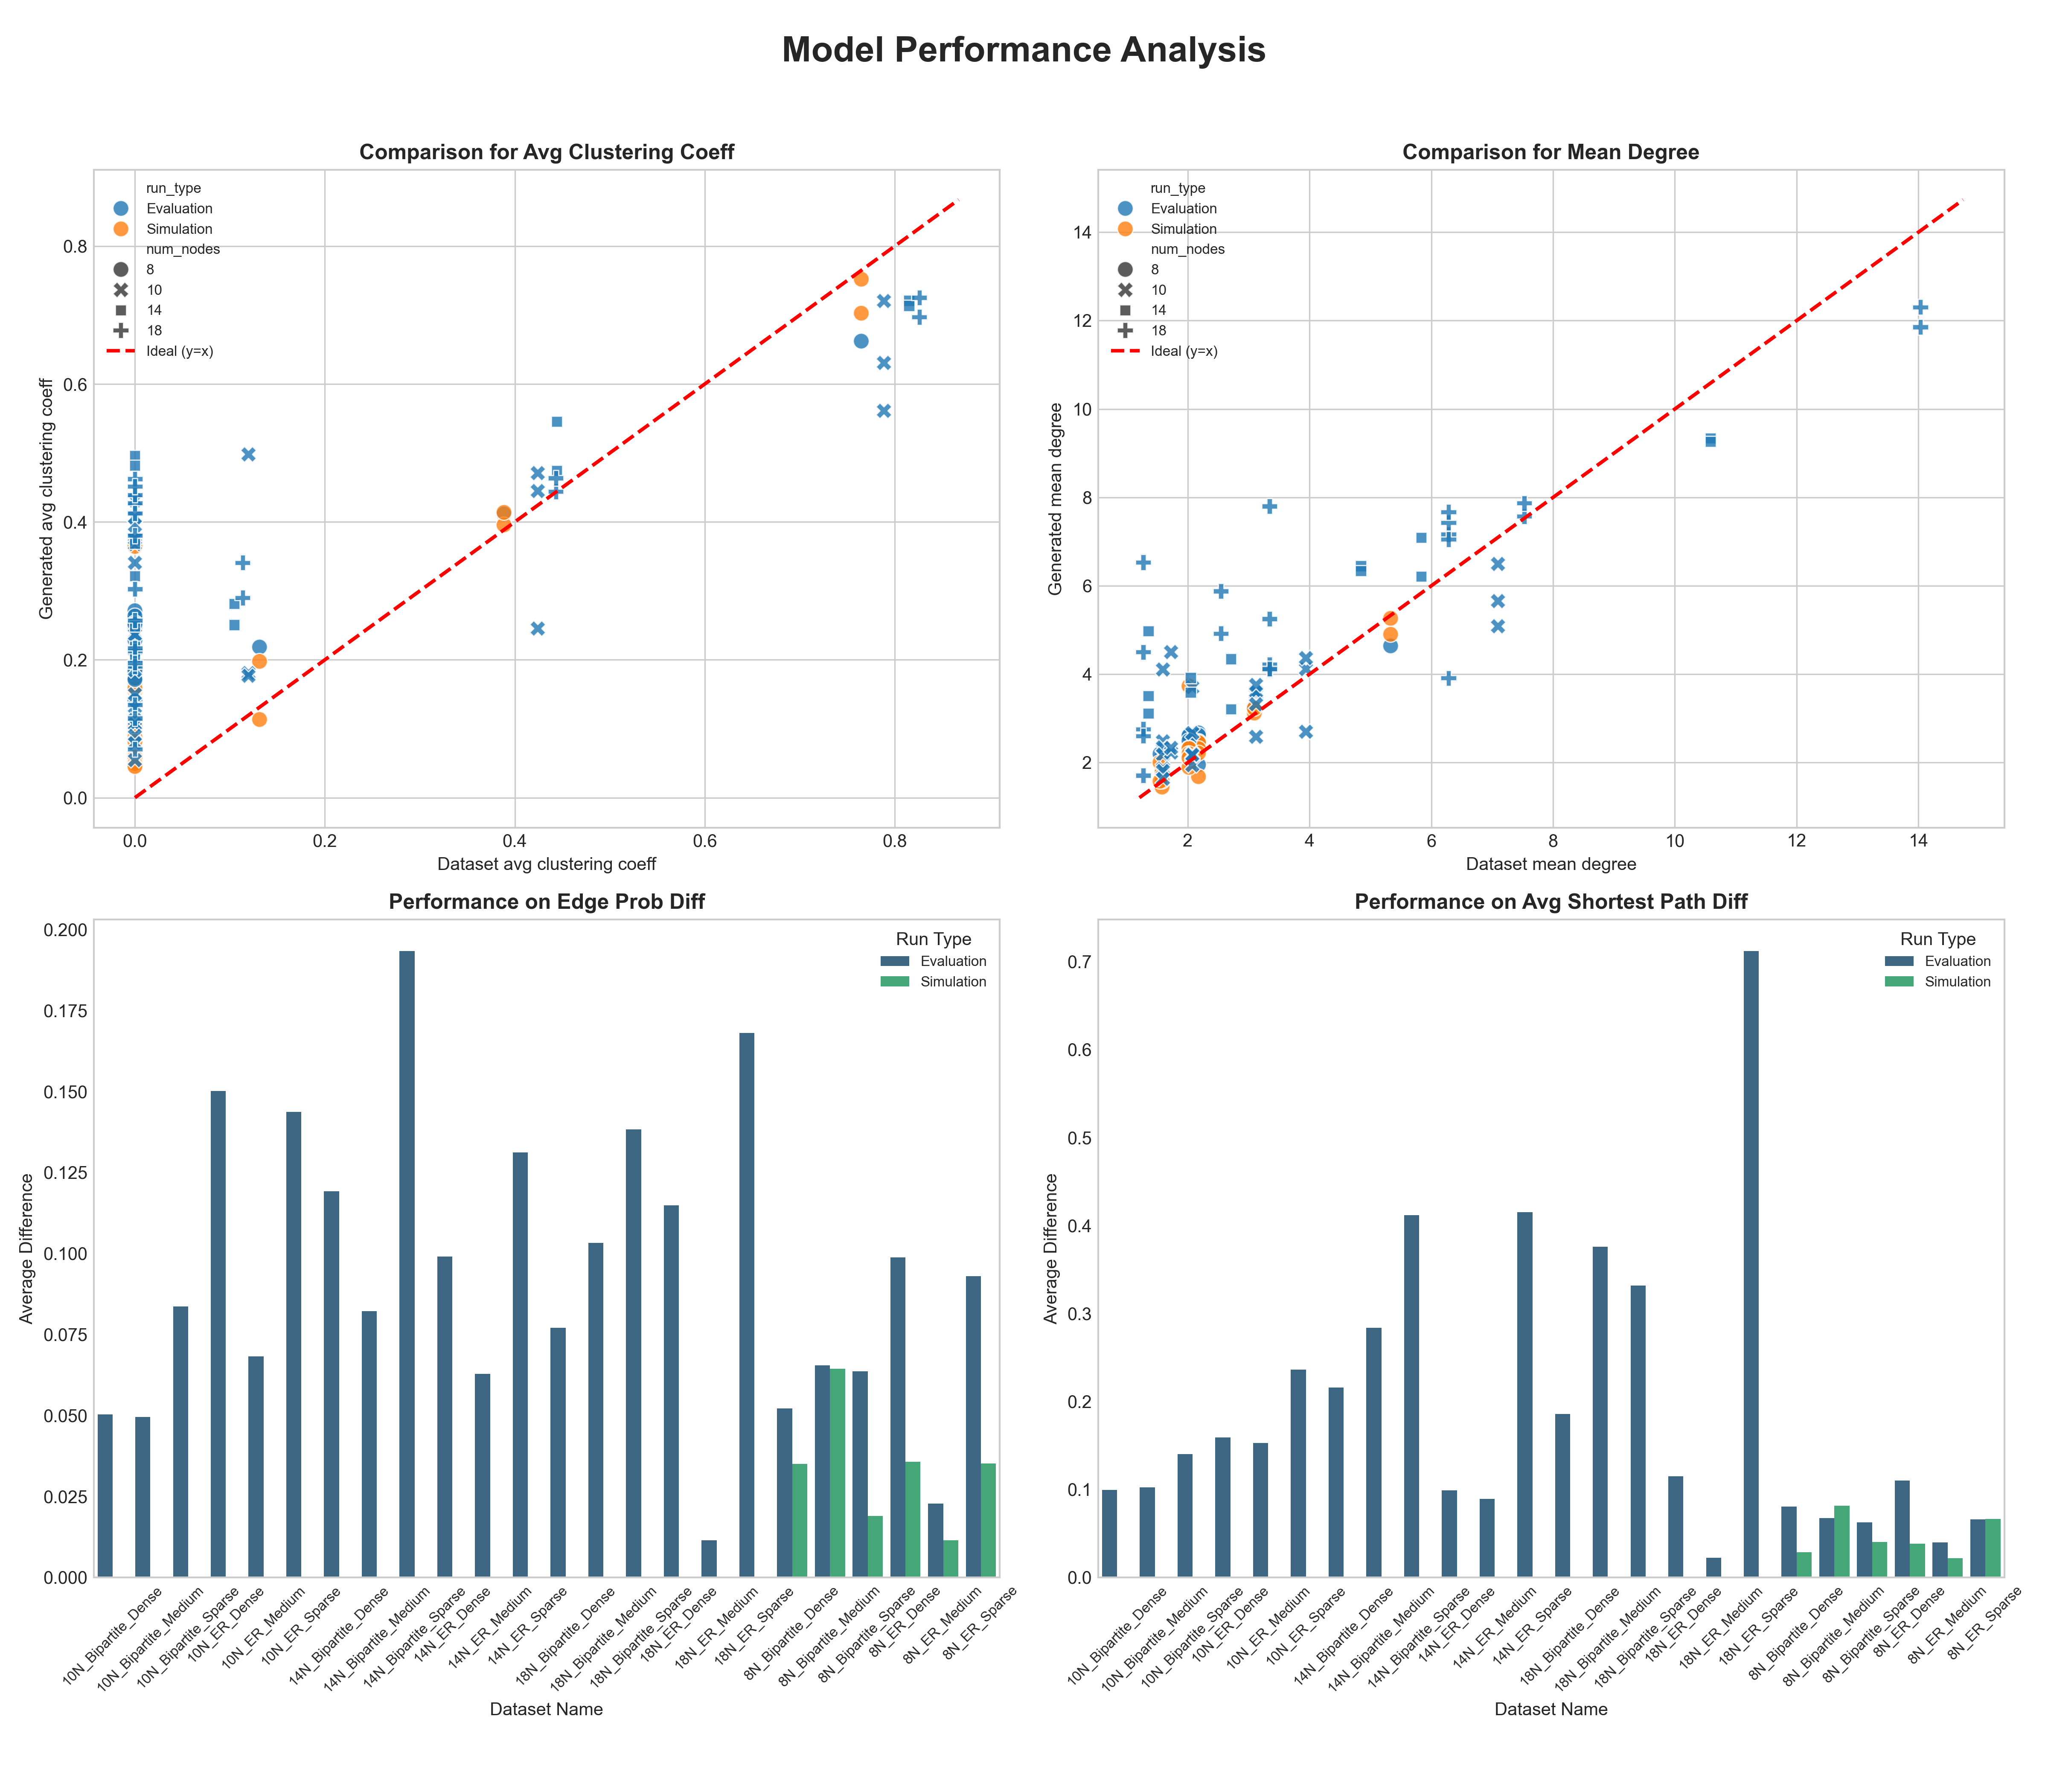 Model Performance Analysis
Comparison for Avg Clustering Coeff
run_type
Evaluation
Simulation
num_nodes
8
10
14
18
Ideal (y=x)
0.8
0.6
0.4
0.2
0.0
Generated avg clustering coeff
0.0 0.2 0.4 0.6 0.8
Dataset avg clustering coeff
Comparison for Mean Degree
run_type
Evaluation
Simulation
num_nodes
8
10
14
18
Ideal (y=x)
14
12
10
8
6
4
2
Generated mean degree
2 4 6 8 10 12 14
Dataset mean degree
Performance on Edge Prob Diff
Run Type
Evaluation
Simulation
0.200
0.175
0.150
0.125
0.100
0.075
0.050
0.025
0.000
Average Difference
10N_Bipartite_Dense
10N_Bipartite_Medium
10N_Bipartite_Sparse
10N_ER_Dense
10N_ER_Medium
10N_ER_Sparse
14N_Bipartite_Dense
14N_Bipartite_Medium
14N_Bipartite_Sparse
14N_ER_Dense
14N_ER_Medium
14N_ER_Sparse
18N_Bipartite_Dense
18N_Bipartite_Medium
18N_Bipartite_Sparse
18N_ER_Dense
18N_ER_Medium
18N_ER_Sparse
8N_Bipartite_Dense
8N_Bipartite_Medium
8N_Bipartite_Sparse
8N_ER_Dense
8N_ER_Medium
8N_ER_Sparse
Dataset Name
Performance on Avg Shortest Path Diff
Run Type
Evaluation
Simulation
0.7
0.6
0.5
0.4
0.3
0.2
0.1
0.0
Average Difference
10N_Bipartite_Dense
10N_Bipartite_Medium
10N_Bipartite_Sparse
10N_ER_Dense
10N_ER_Medium
10N_ER_Sparse
14N_Bipartite_Dense
14N_Bipartite_Medium
14N_Bipartite_Sparse
14N_ER_Dense
14N_ER_Medium
14N_ER_Sparse
18N_Bipartite_Dense
18N_Bipartite_Medium
18N_Bipartite_Sparse
18N_ER_Dense
18N_ER_Medium
18N_ER_Sparse
8N_Bipartite_Dense
8N_Bipartite_Medium
8N_Bipartite_Sparse
8N_ER_Dense
8N_ER_Medium
8N_ER_Sparse
Dataset Name